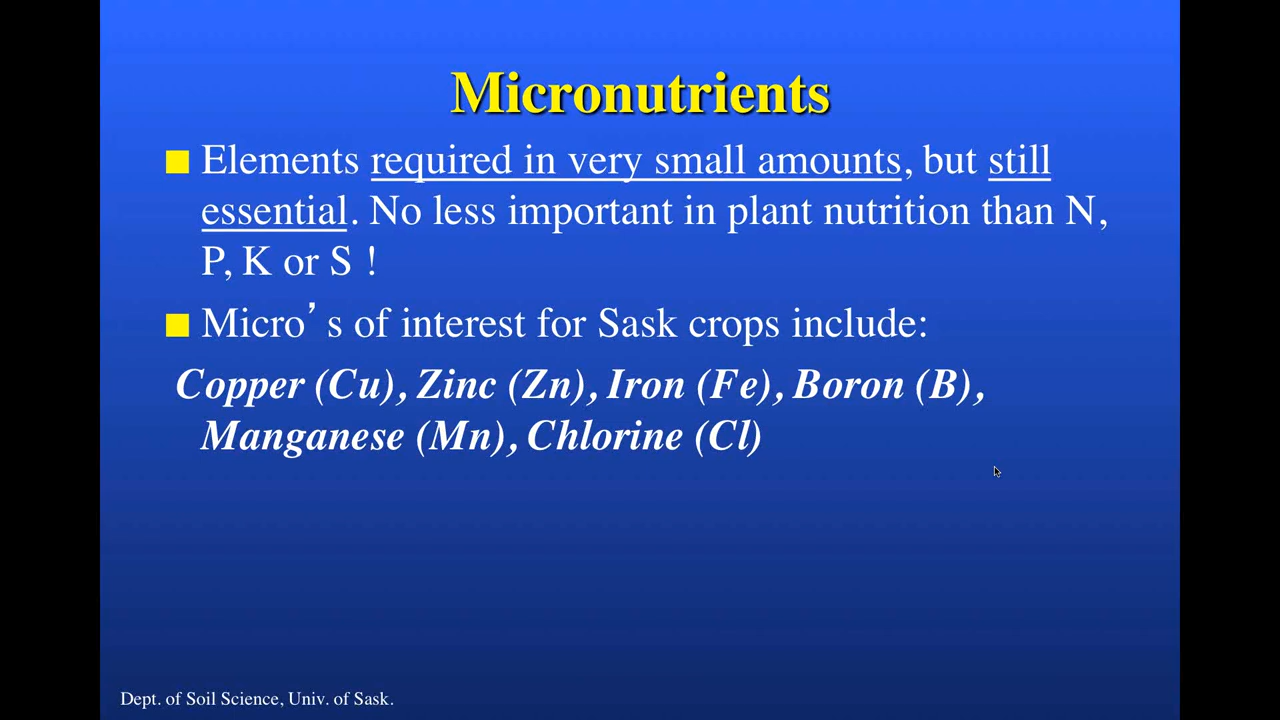 Micronutrients
Elements required in very small amounts, but still
essential. No less important in plant nutrition than N,
P, K or S !
Micro’s of interest for Sask crops include:
Copper (Cu), Zinc (Zn), Iron (Fe), Boron (B),
Manganese (Mn), Chlorine (Cl)
Dept. of Soil Science, Univ. of Sask.